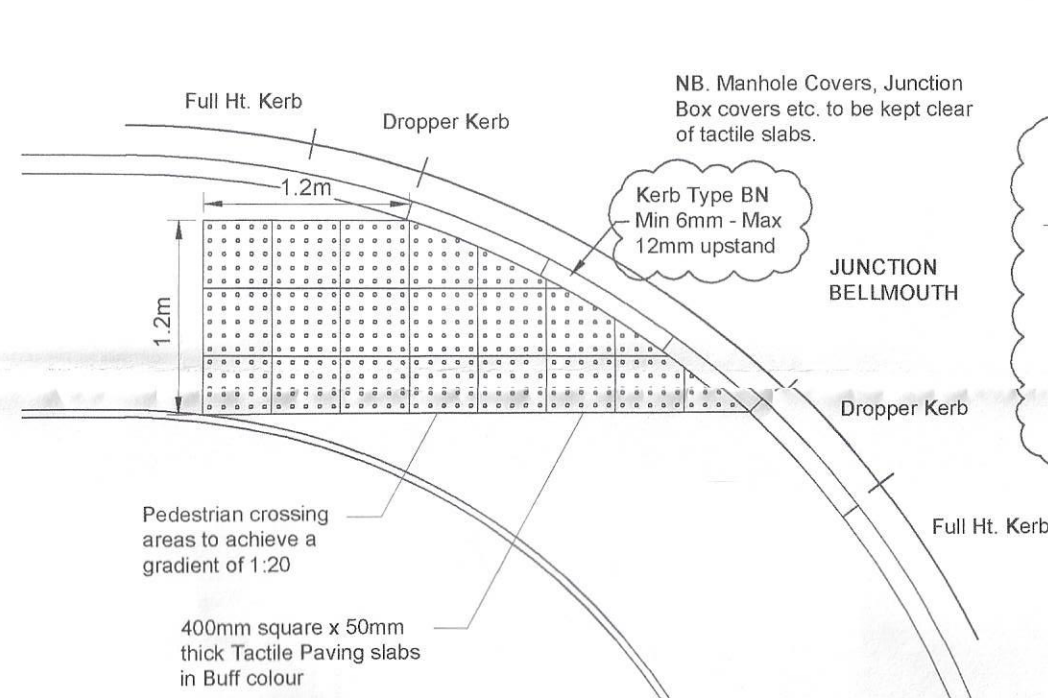 Full Ht. Kerb
Dropper Kerb
NB. Manhole Covers, Junction
Box covers etc. to be kept clear
of tactile slabs.
1.2m
Kerb Type BN
Min 6mm - Max
12mm upstand
JUNCTION
BELLMOUTH
1.2m
Dropper Kerb
Pedestrian crossing
areas to achieve a
gradient of 1:20
Full Ht. Kerb
400mm square x 50mm
thick Tactile Paving slabs
in Buff colour